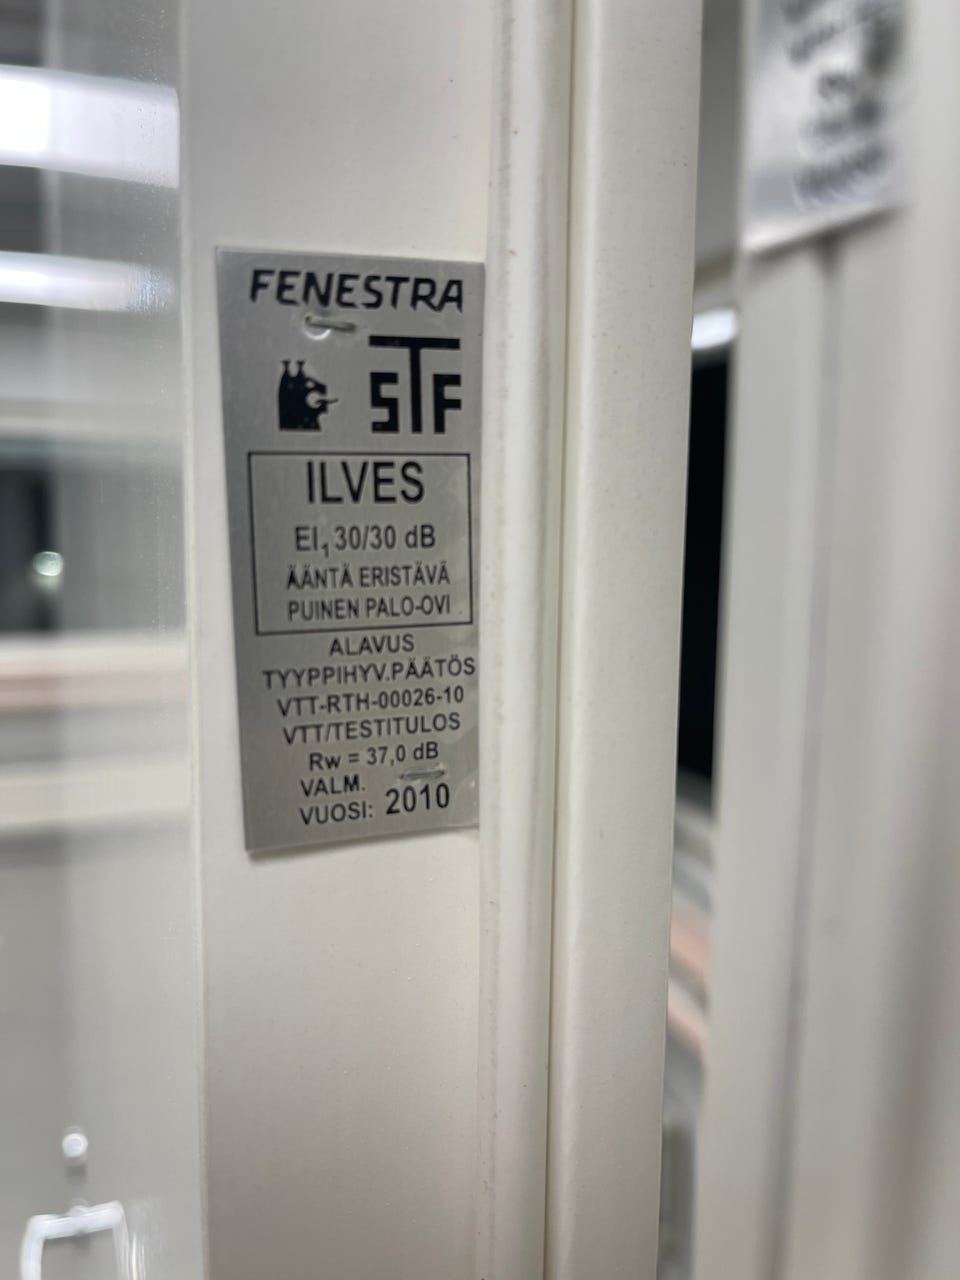 FENESTRA
STF
ILVES
EI₁ 30/30 dB
ÄÄNTÄ ERISTÄVÄ
PUINEN PALO-OVI
ALAVUS
TYYPPIHYV.PÄÄTÖS
VTT-RTH-00026-10
VTT/TESTITULOS
Rw = 37,0 dB
VALM.
VUOSI: 2010